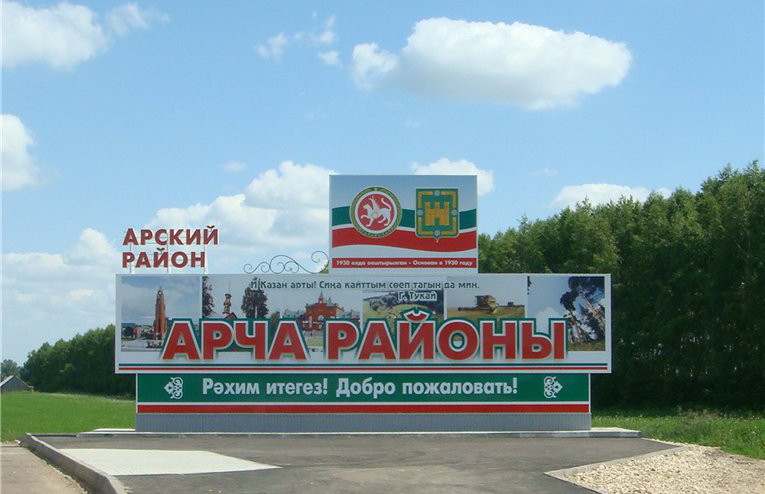 АРСКИЙ
РАЙОН
1930 елда оештырылган - Основан в 1930 году
И Казан арты! Сиңа кайттым сөеп тагын да мин.
Г. Тукай
АРЧА РАЙОНЫ
Рәхим итегез! Добро пожаловать!